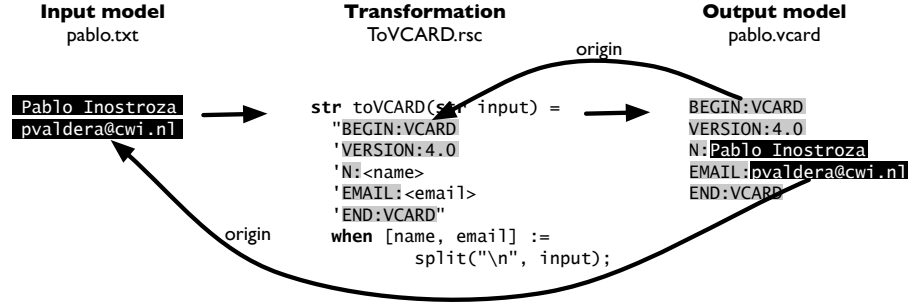 Input model
pablo.txt
Pablo Inostroza
pvaldera@cwi.nl
Transformation
ToVCARD.rsc
str toVCARD(str input) =
"BEGIN:VCARD
'VERSION:4.0
'N:<name>
'EMAIL:<email>
'END:VCARD"
when [name, email] :=
split("\n", input);
Output model
pablo.vcard
origin
BEGIN:VCARD
VERSION:4.0
N:Pablo Inostroza
EMAIL:pvaldera@cwi.nl
END:VCARD
origin